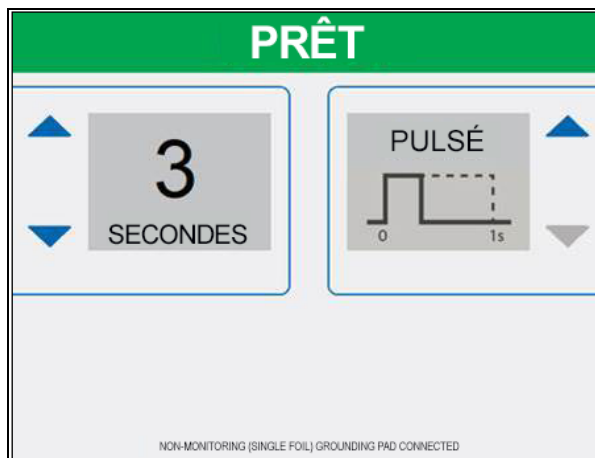 PRÊT
3
SECONDES
PULSÉ
0 1s
NON-MONITORING (SINGLE FOIL) GROUNDING PAD CONNECTED